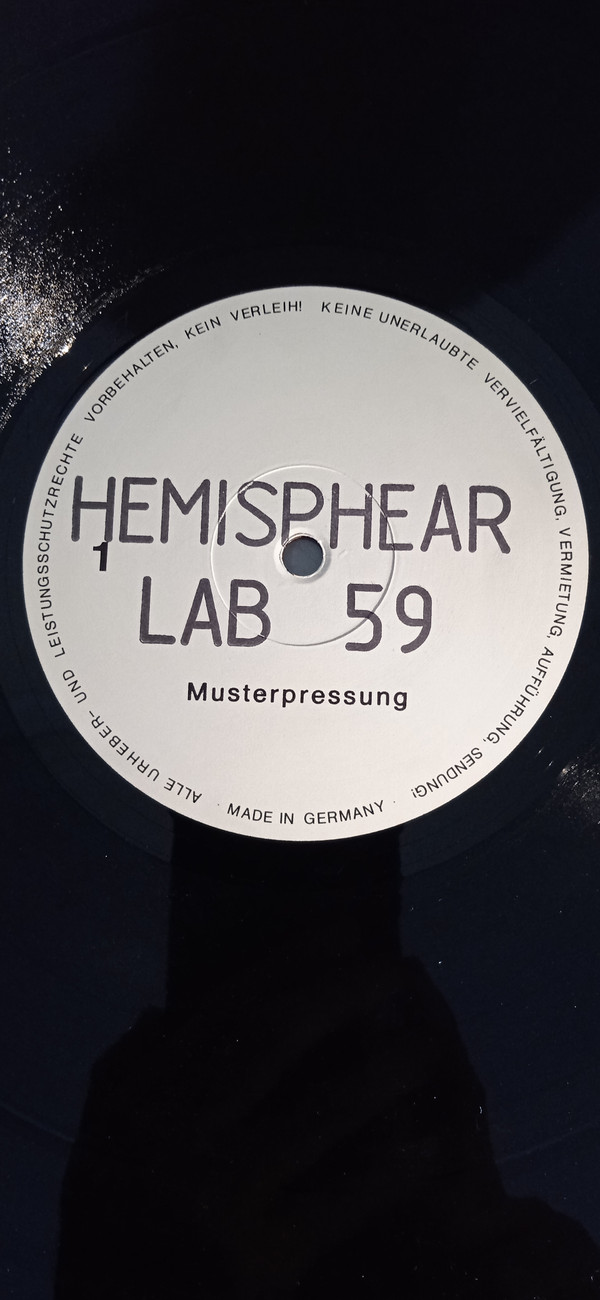 HEMISPHEAR
1
LAB 59
Musterpressung
ALLE URHEBER- UND LEISTUNGSSCHUTZRECHTE VORBEHALTEN, KEIN VERLEIH! KEINE UNERLAUBTE VERVIELFÄLTIGUNG, VERMIETUNG, AUFFÜHRUNG, SENDUNG!
· MADE IN GERMANY ·